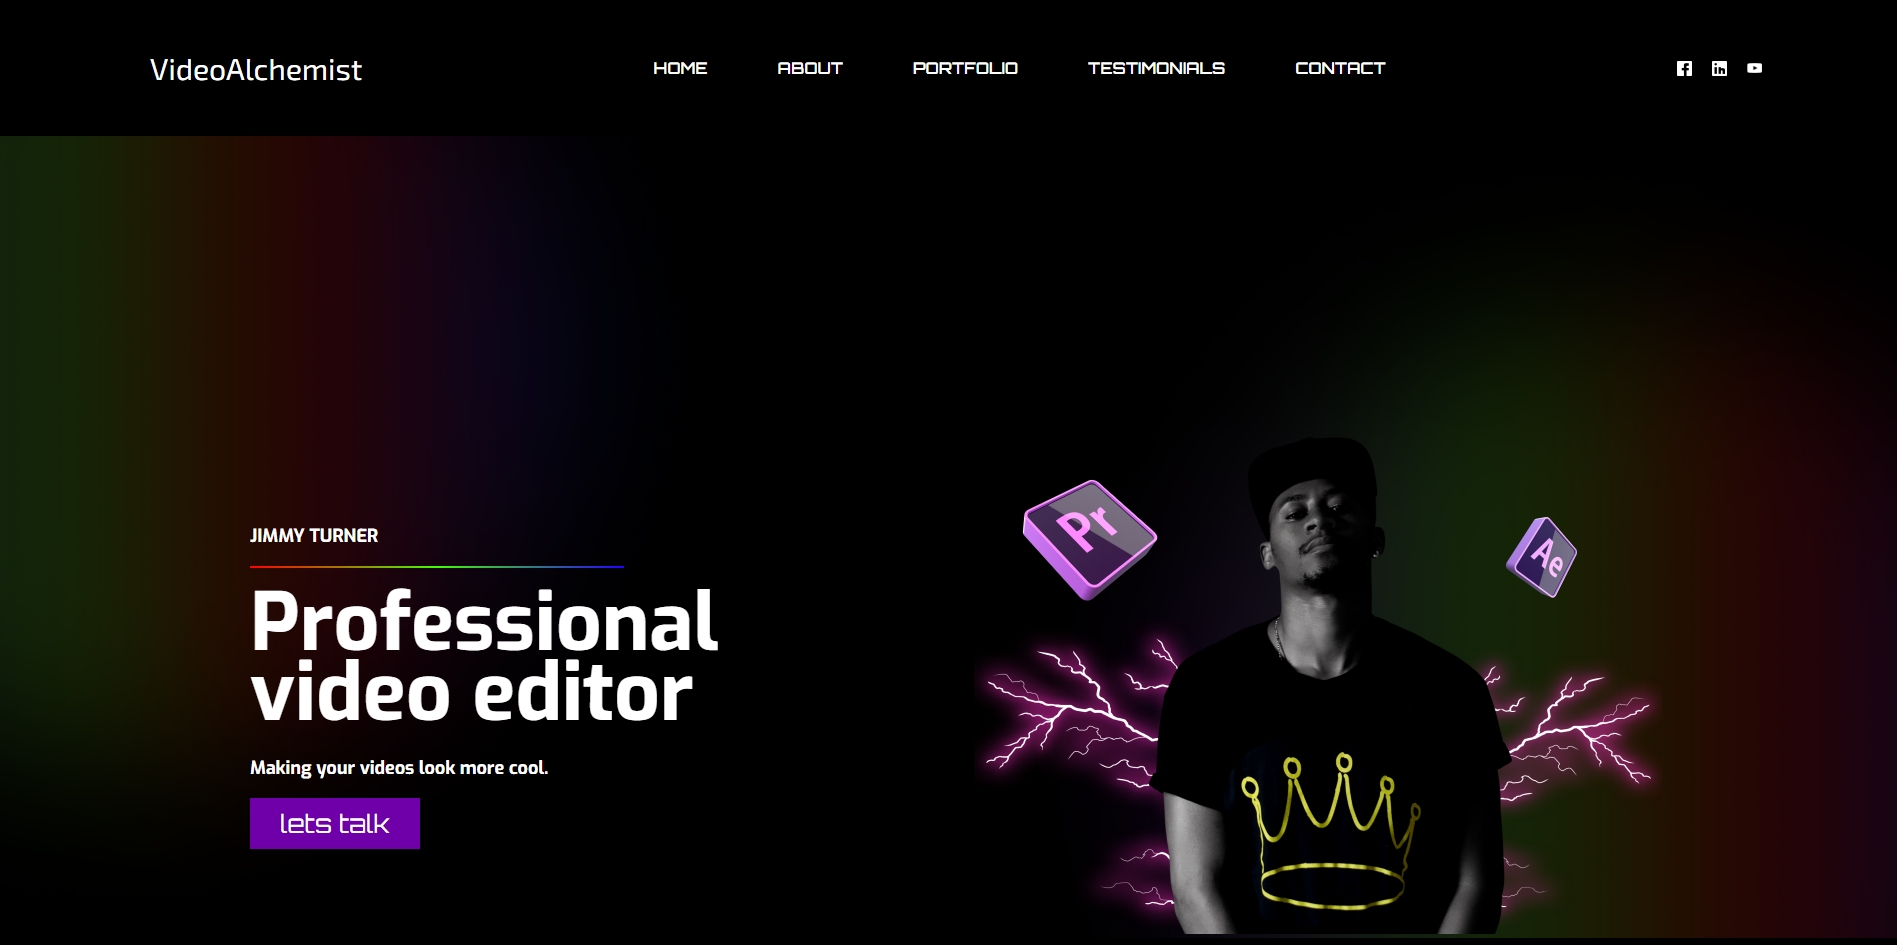 VideoAlchemist
HOME ABOUT PORTFOLIO TESTIMONIALS CONTACT
JIMMY TURNER
Professional
video editor
Making your videos look more cool.
lets talk
Pr
Ae